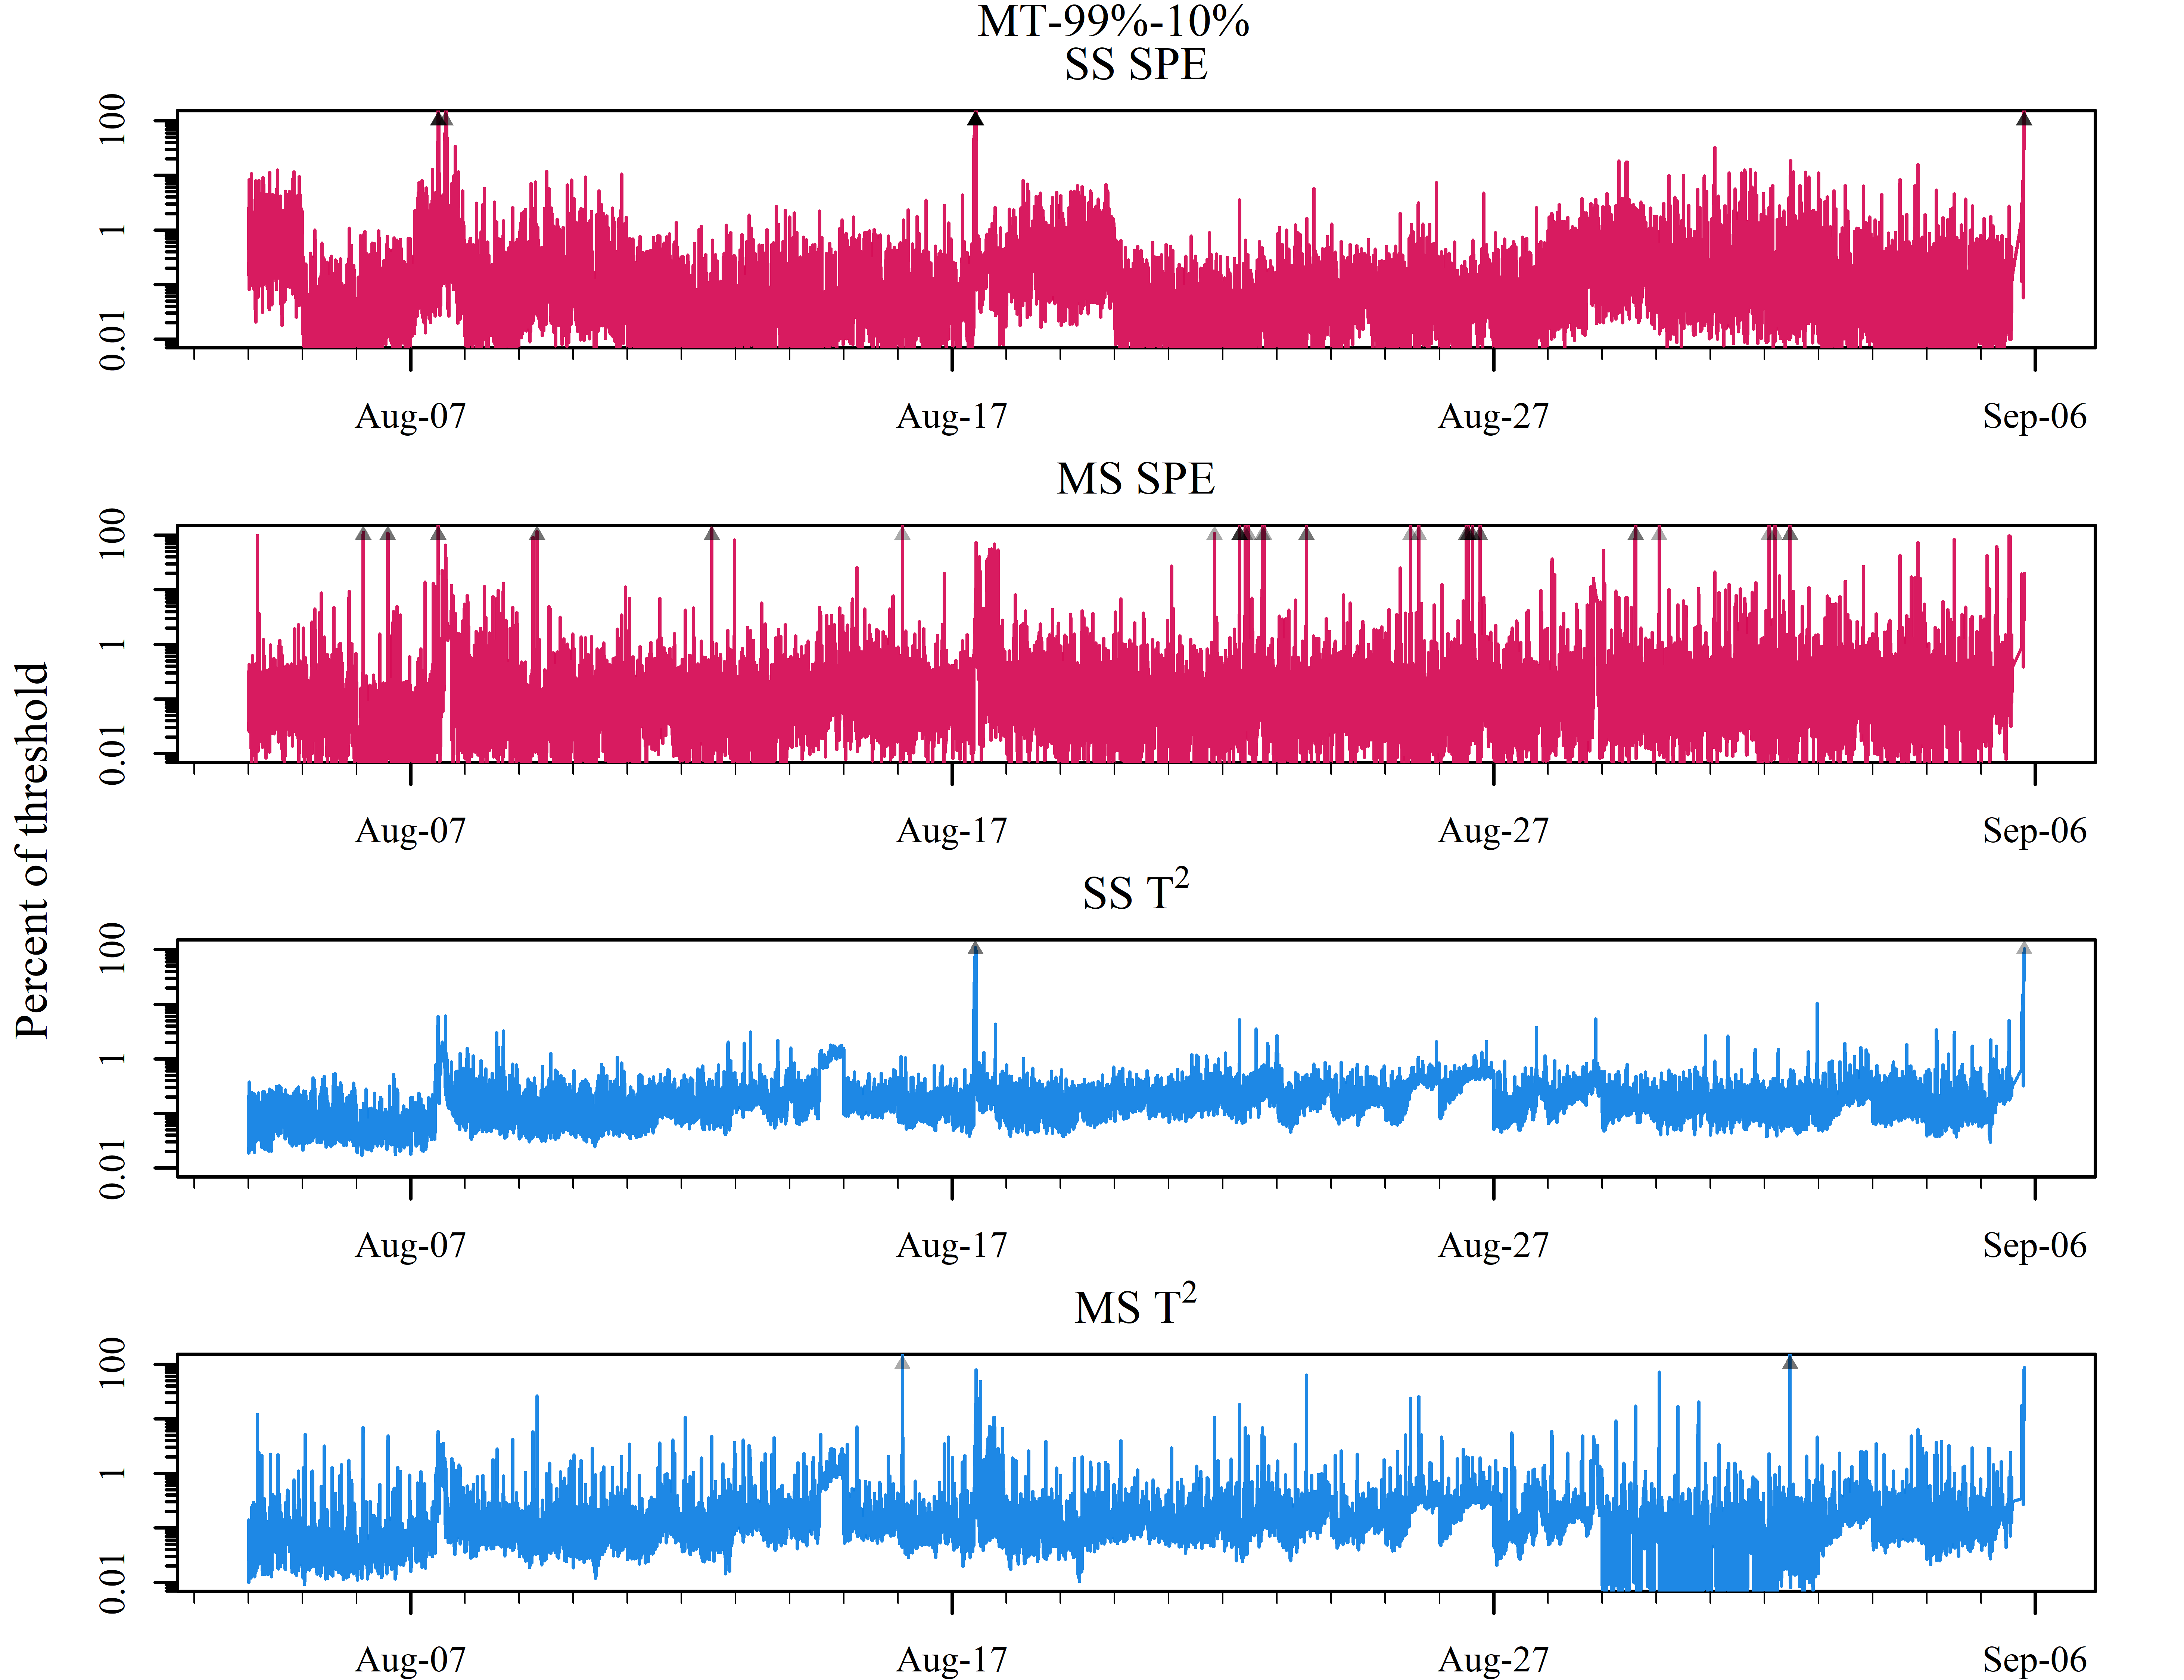 MT-99%-10%
SS SPE
100
1
0.01
Aug-07 Aug-17 Aug-27 Sep-06
MS SPE
100
1
0.01
Aug-07 Aug-17 Aug-27 Sep-06
Percent of threshold
SS T²
100
1
0.01
Aug-07 Aug-17 Aug-27 Sep-06
MS T²
100
1
0.01
Aug-07 Aug-17 Aug-27 Sep-06